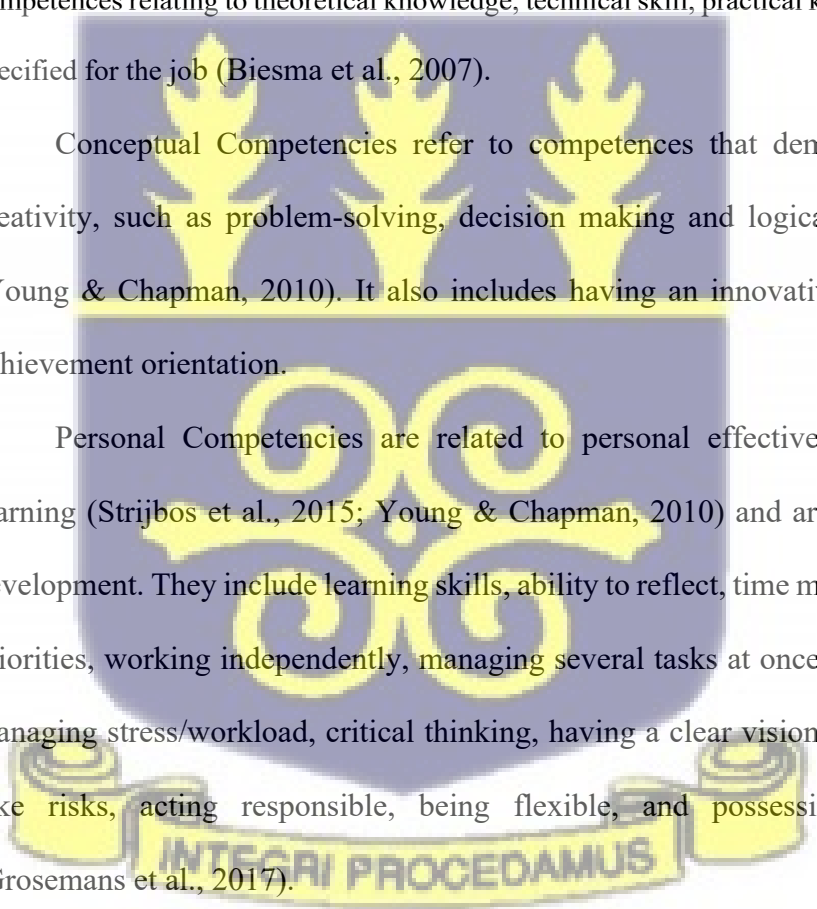 mpetences relating to theoretical knowledge, technical skill, practical k
ecified for the job (Biesma et al., 2007).
Conceptual Competencies refer to competences that dem
eativity, such as problem-solving, decision making and logica
Young & Chapman, 2010). It also includes having an innovativ
hievement orientation.
Personal Competencies are related to personal effective
arning (Strijbos et al., 2015; Young & Chapman, 2010) and ar
evelopment. They include learning skills, ability to reflect, time m
iorities, working independently, managing several tasks at once
anaging stress/workload, critical thinking, having a clear vision
ke risks, acting responsible, being flexible, and possessi
Grosemans et al., 2017).
INTEGRI PROCEDAMUS